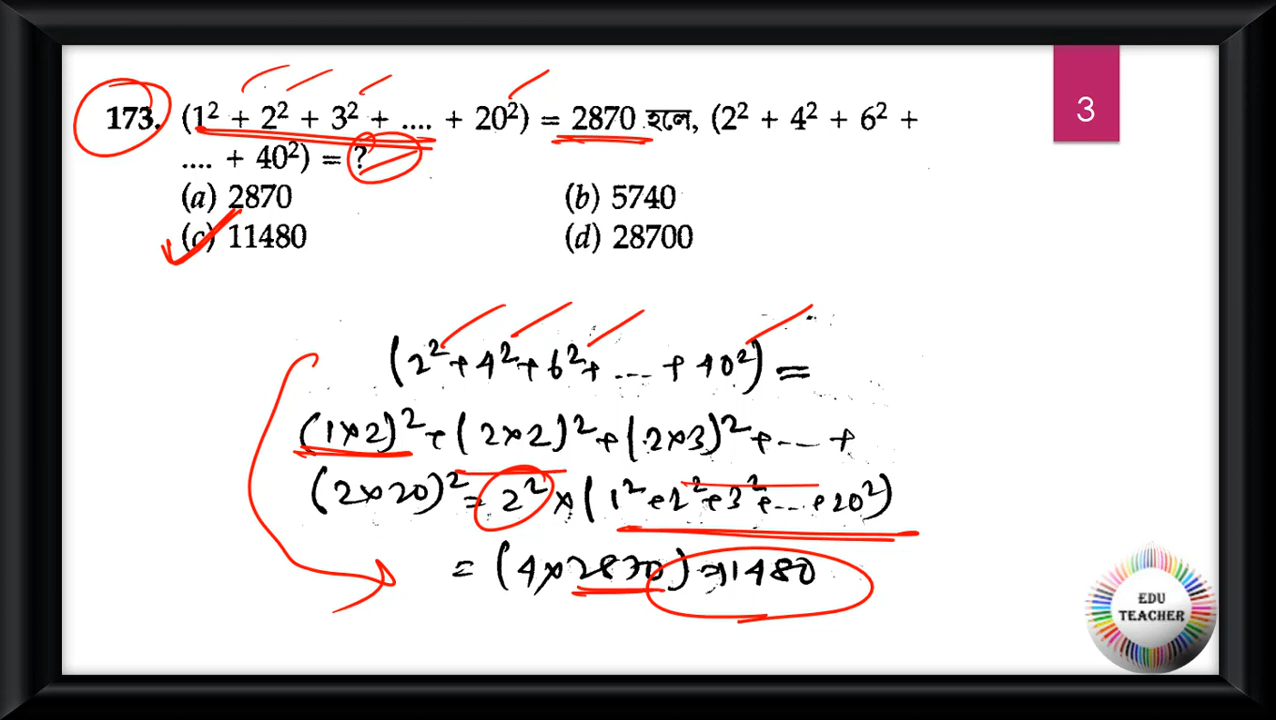 3
173. (1² + 2² + 3² + .... + 20²) = 2870 হলে, (2² + 4² + 6² +
.... + 40²) = ?
(a) 2870 (b) 5740
(c) 11480 (d) 28700
(2² + 4² + 6² + ... + 40²) =
(1×2)² + (2×2)² + (2×3)² + ... +
(2×20)² = 2² × (1² + 2² + 3² + ... + 20²)
= (4×2870) = 11480
EDU
TEACHER